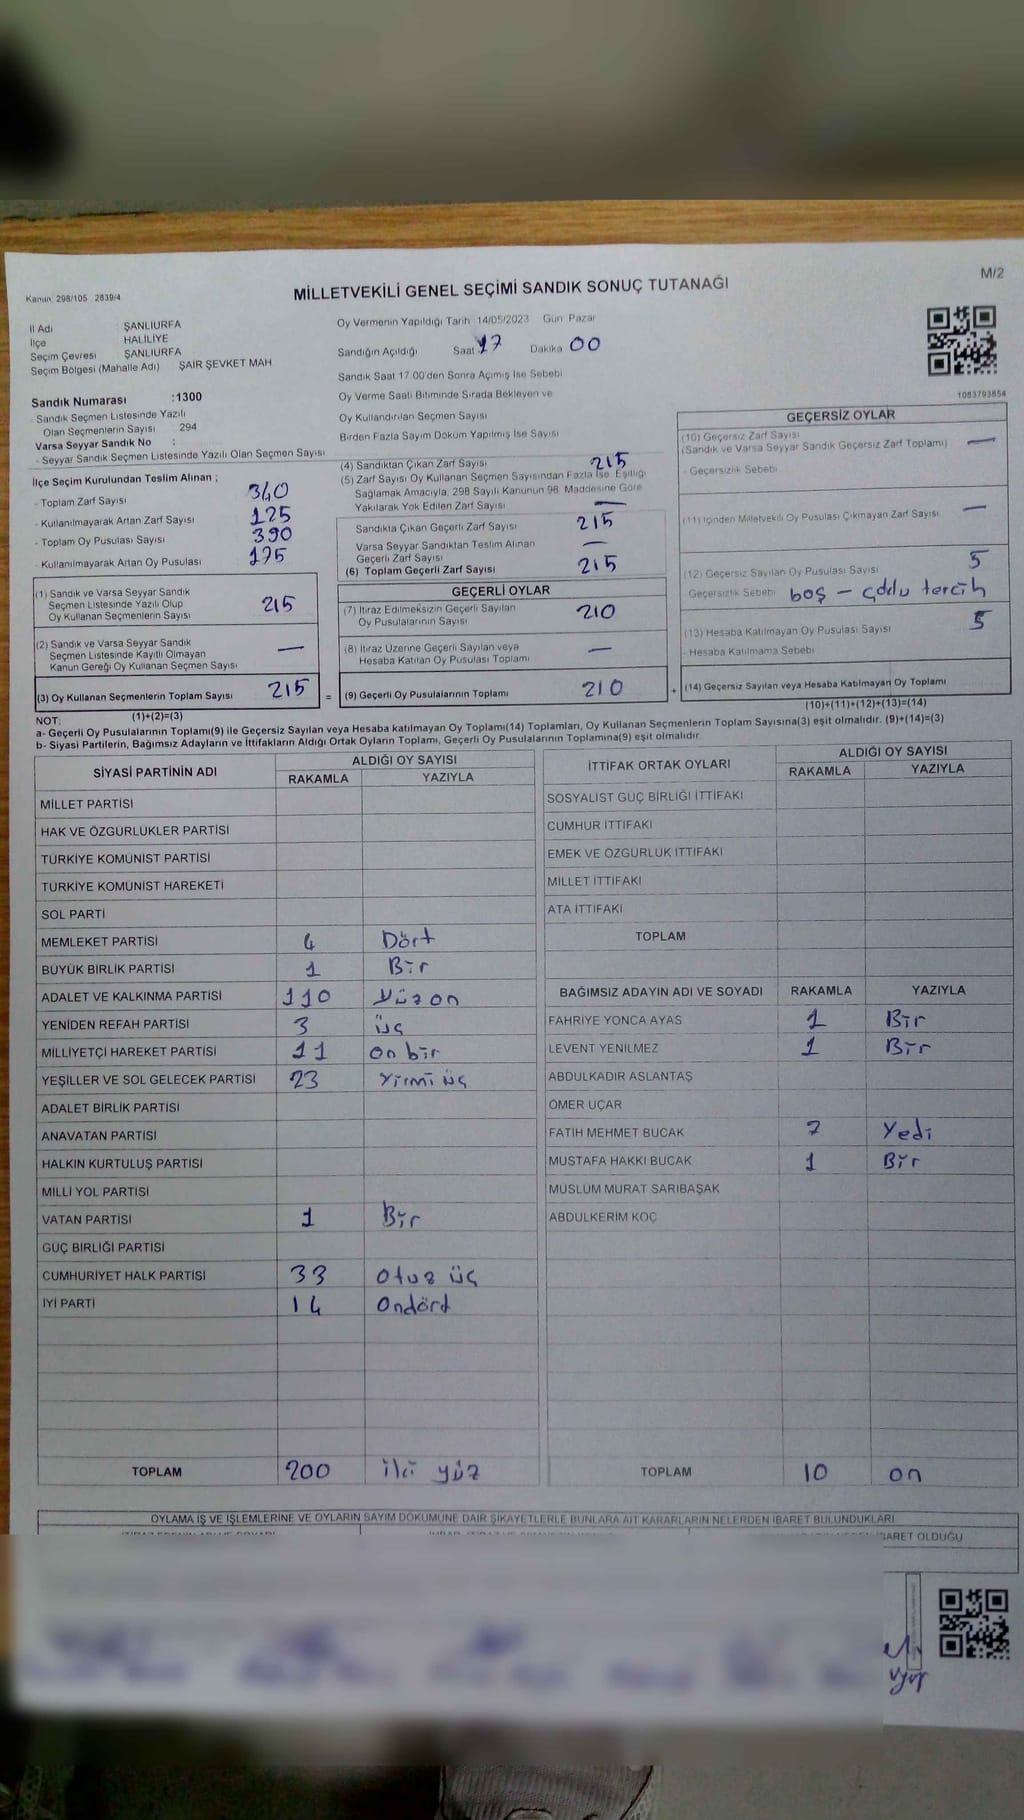 M/2
Kanun 298/105 2839/4
MİLLETVEKİLİ GENEL SEÇİMİ SANDIK SONUÇ TUTANAĞI
İl Adı ŞANLIURFA
İlçe HALİLİYE
Seçim Çevresi ŞANLIURFA
Seçim Bölgesi (Mahalle Adı) ŞAİR ŞEVKET MAH
Sandık Numarası :1300
Sandık Seçmen Listesinde Yazılı
Olan Seçmenlerin Sayısı 294
Varsa Seyyar Sandık No :
- Seyyar Sandık Seçmen Listesinde Yazılı Olan Seçmen Sayısı
İlçe Seçim Kurulundan Teslim Alınan ;
- Toplam Zarf Sayısı 340
- Kullanılmayarak Artan Zarf Sayısı 125
- Toplam Oy Pusulası Sayısı 390
- Kullanılmayarak Artan Oy Pusulası 175
Oy Vermenin Yapıldığı Tarih 14/05/2023 Gün Pazar
Sandığın Açıldığı Saat 17 Dakika 00
Sandık Saat 17 00'den Sonra Açımış İse Sebebi
Oy Verme Saati Bitiminde Sırada Bekleyen ve
Oy Kullandırılan Seçmen Sayısı
Birden Fazla Sayım Döküm Yapılmış İse Sayısı
(4) Sandıktan Çıkan Zarf Sayısı 215
(5) Zarf Sayısı Oy Kullanan Seçmen Sayısından Fazla İse Eşitliği
Sağlamak Amacıyla, 298 Sayılı Kanunun 98. Maddesine Göre
Yakılarak Yok Edilen Zarf Sayısı —
Sandıkta Çıkan Geçerli Zarf Sayısı 215
Varsa Seyyar Sandıktan Teslim Alınan
Geçerli Zarf Sayısı —
(6) Toplam Geçerli Zarf Sayısı 215
1083793854
GEÇERSİZ OYLAR
(10) Geçersiz Zarf Sayısı
(Sandık ve Varsa Seyyar Sandık Geçersiz Zarf Toplamı) —
- Geçersizlik Sebebi
(11) İçinden Milletvekili Oy Pusulası Çıkmayan Zarf Sayısı —
(12) Geçersiz Sayılan Oy Pusulası Sayısı 5
Geçersizlik Sebebi boş – çoklu tercih
(13) Hesaba Katılmayan Oy Pusulası Sayısı 5
- Hesaba Katılmama Sebebi
(14) Geçersiz Sayılan veya Hesaba Katılmayan Oy Toplamı
(10)+(11)+(12)+(13)=(14)
(1) Sandık ve Varsa Seyyar Sandık
Seçmen Listesinde Yazılı Olup
Oy Kullanan Seçmenlerin Sayısı 215
(2) Sandık ve Varsa Seyyar Sandık
Seçmen Listesinde Kayıtlı Olmayan
Kanun Gereği Oy Kullanan Seçmen Sayısı —
(3) Oy Kullanan Seçmenlerin Toplam Sayısı 215 =
(1)+(2)=(3)
GEÇERLİ OYLAR
(7) İtiraz Edilmeksizin Geçerli Sayılan
Oy Pusulalarının Sayısı 210
(8) İtiraz Üzerine Geçerli Sayılan veya
Hesaba Katılan Oy Pusulası Toplamı —
(9) Geçerli Oy Pusulalarının Toplamı 210 +
NOT:
a- Geçerli Oy Pusulalarının Toplamı(9) ile Geçersiz Sayılan veya Hesaba katılmayan Oy Toplamı(14) Toplamları, Oy Kullanan Seçmenlerin Toplam Sayısına(3) eşit olmalıdır. (9)+(14)=(3)
b- Siyasi Partilerin, Bağımsız Adayların ve İttifakların Aldığı Ortak Oyların Toplamı, Geçerli Oy Pusulalarının Toplamına(9) eşit olmalıdır.
SİYASİ PARTİNİN ADI ALDIĞI OY SAYISI
RAKAMLA YAZIYLA
MİLLET PARTİSİ
HAK VE ÖZGÜRLÜKLER PARTİSİ
TÜRKİYE KOMÜNİST PARTİSİ
TÜRKİYE KOMÜNİST HAREKETİ
SOL PARTİ
MEMLEKET PARTİSİ 4 Dört
BÜYÜK BİRLİK PARTİSİ 1 Bir
ADALET VE KALKINMA PARTİSİ 110 Yüz on
YENİDEN REFAH PARTİSİ 3 üç
MİLLİYETÇİ HAREKET PARTİSİ 11 on bir
YEŞİLLER VE SOL GELECEK PARTİSİ 23 Yirmi üç
ADALET BİRLİK PARTİSİ
ANAVATAN PARTİSİ
HALKIN KURTULUŞ PARTİSİ
MİLLİ YOL PARTİSİ
VATAN PARTİSİ 1 Bir
GÜÇ BİRLİĞİ PARTİSİ
CUMHURİYET HALK PARTİSİ 33 Otuz üç
İYİ PARTİ 14 Ondört
TOPLAM 200 iki yüz
İTTİFAK ORTAK OYLARI ALDIĞI OY SAYISI
RAKAMLA YAZIYLA
SOSYALİST GÜÇ BİRLİĞİ İTTİFAKI
CUMHUR İTTİFAKI
EMEK VE ÖZGÜRLÜK İTTİFAKI
MİLLET İTTİFAKI
ATA İTTİFAKI
TOPLAM
BAĞIMSIZ ADAYIN ADI VE SOYADI RAKAMLA YAZIYLA
FAHRİYE YONCA AYAS 1 Bir
LEVENT YENİLMEZ 1 Bir
ABDULKADİR ASLANTAŞ
ÖMER UÇAR
FATİH MEHMET BUCAK 7 Yedi
MUSTAFA HAKKI BUCAK 1 Bir
MÜSLÜM MURAT SARIBAŞAK
ABDULKERİM KOÇ
TOPLAM 10 on
OYLAMA İŞ VE İŞLEMLERİNE VE OYLARIN SAYIM DÖKÜMÜNE DAİR ŞİKAYETLERLE BUNLARA AİT KARARLARIN NELERDEN İBARET BULUNDUKLARI
İBARET OLDUĞU